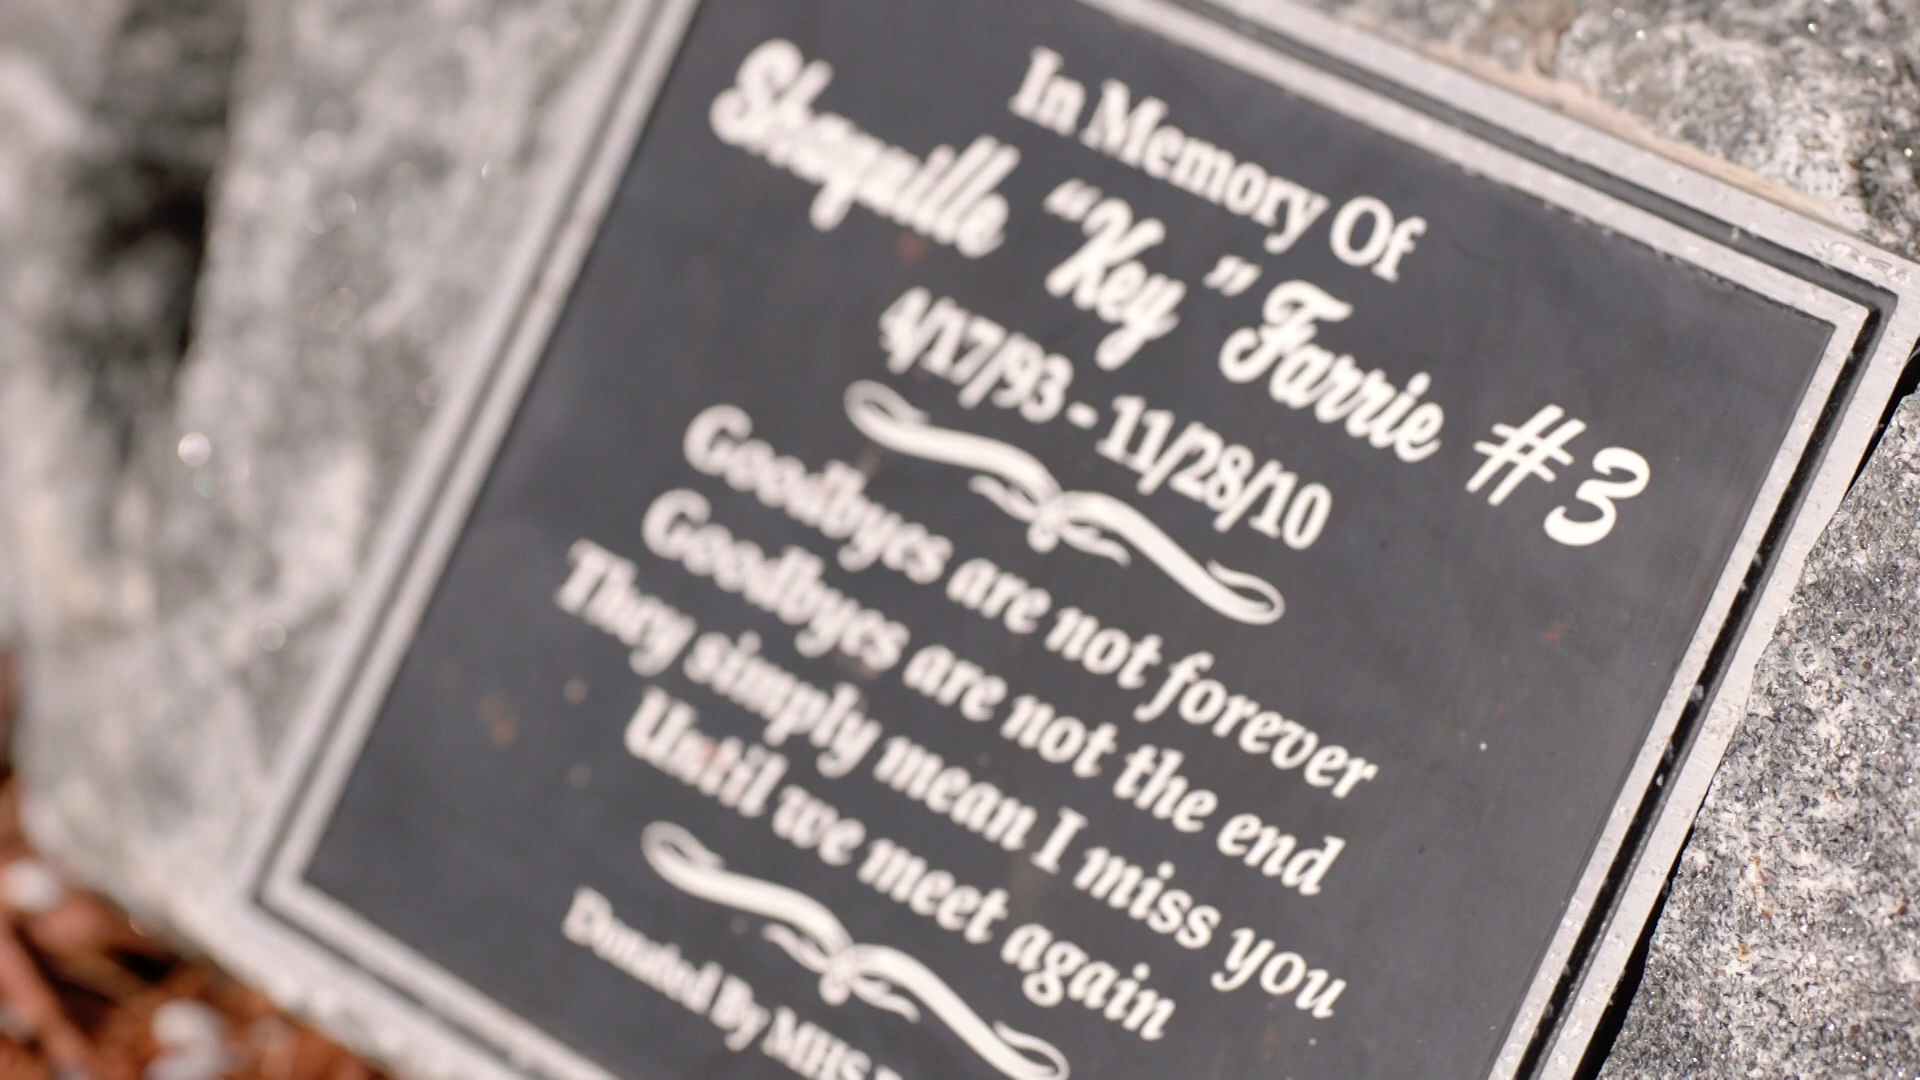 In Memory Of
Shaquille "Key" Farrie #3
4/17/93 - 11/28/10
Goodbyes are not forever
Goodbyes are not the end
They simply mean I miss you
Until we meet again
Donated By MHS